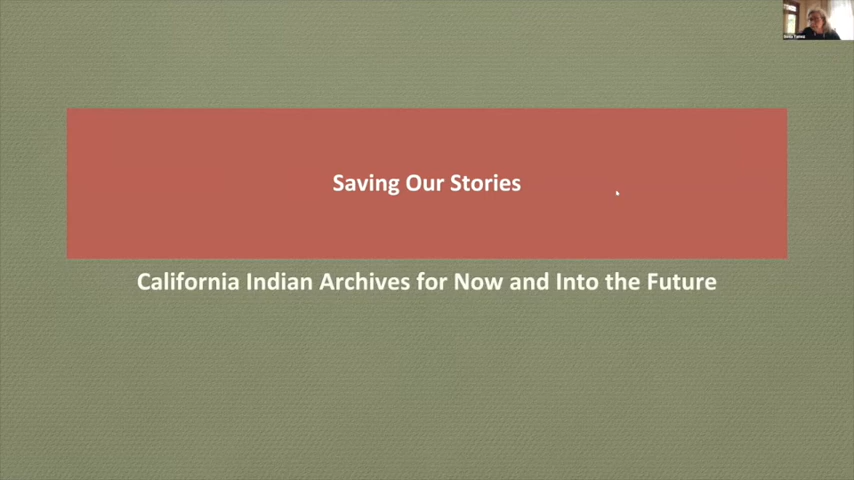 Saving Our Stories
California Indian Archives for Now and Into the Future